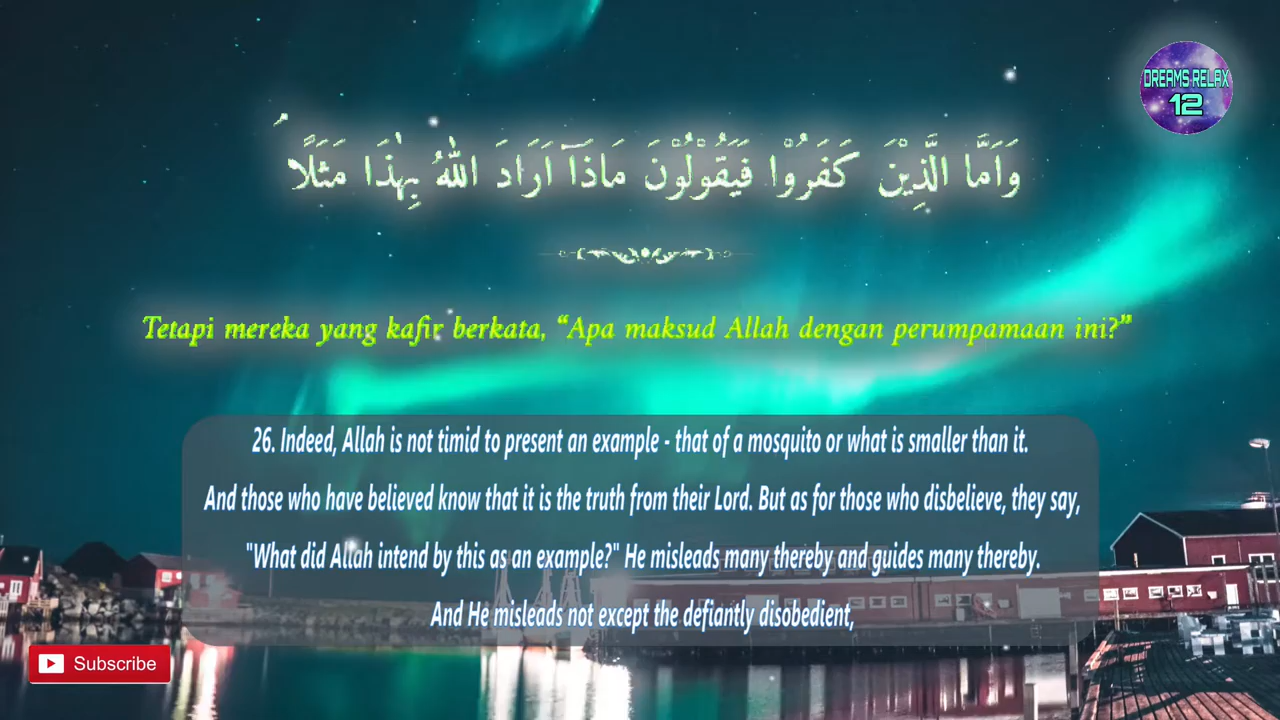 DREAMS RELAX
12
وَاَمَّا الَّذِيْنَ كَفَرُوْا فَيَقُوْلُوْنَ مَاذَآ اَرَادَ اللّٰهُ بِهٰذَا مَثَلًاۘ
Tetapi mereka yang kafir berkata, “Apa maksud Allah dengan perumpamaan ini?”
26. Indeed, Allah is not timid to present an example - that of a mosquito or what is smaller than it.
And those who have believed know that it is the truth from their Lord. But as for those who disbelieve, they say,
"What did Allah intend by this as an example?" He misleads many thereby and guides many thereby.
And He misleads not except the defiantly disobedient,
Subscribe